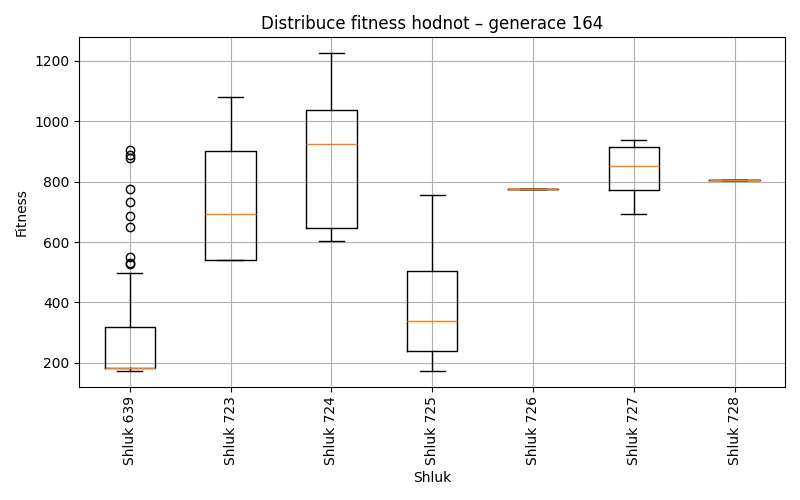 Distribuce fitness hodnot – generace 164
Fitness
1200
1000
800
600
400
200
Shluk 639
Shluk 723
Shluk 724
Shluk 725
Shluk 726
Shluk 727
Shluk 728
Shluk